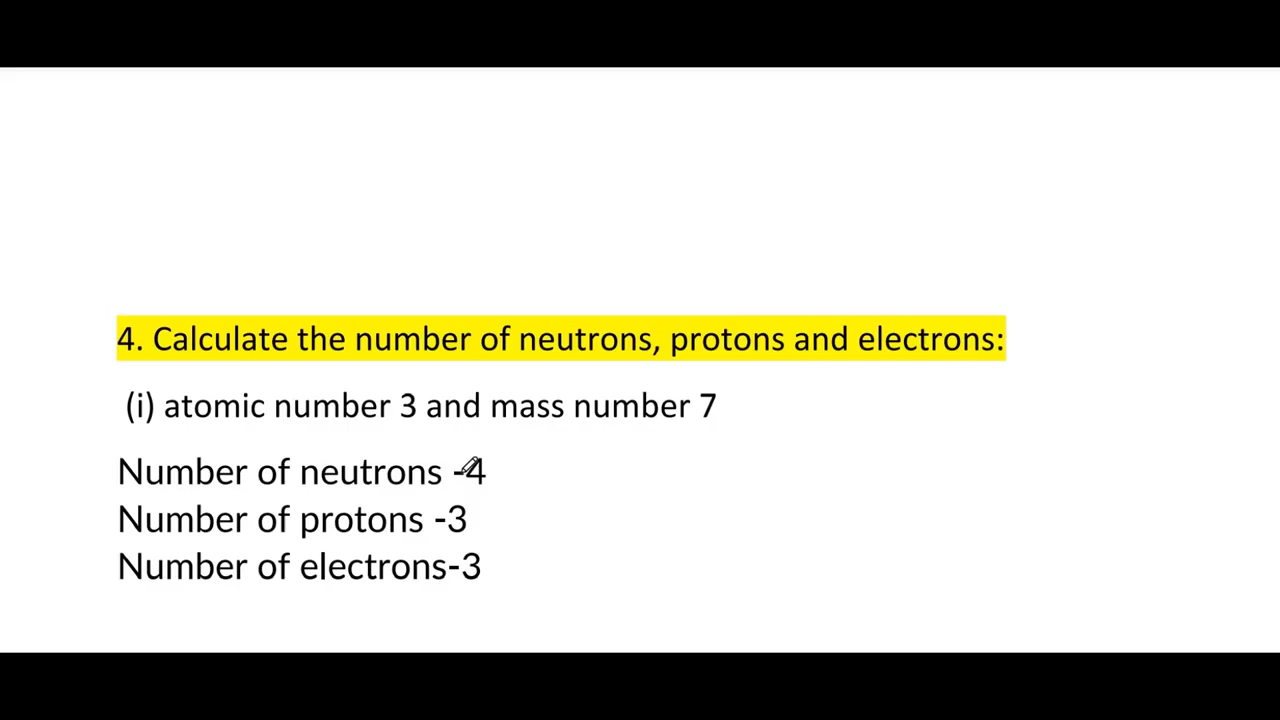 4. Calculate the number of neutrons, protons and electrons:
(i) atomic number 3 and mass number 7
Number of neutrons -4
Number of protons -3
Number of electrons-3